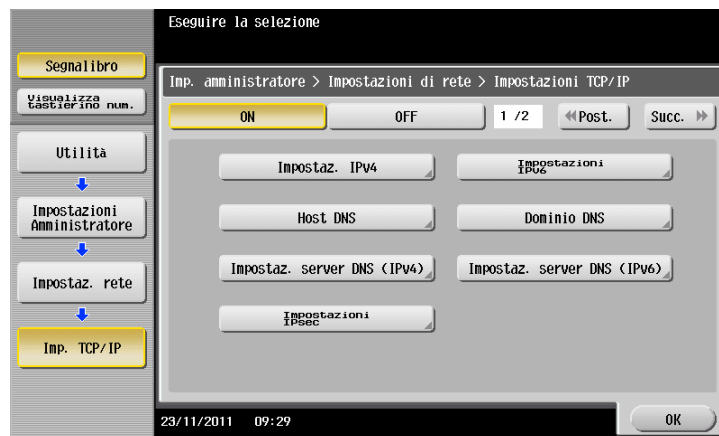 Eseguire la selezione
Segnalibro
Visualizza
tastierino num.
Utilità
Impostazioni
Amministratore
Impostaz. rete
Imp. TCP/IP
Imp. amministratore > Impostazioni di rete > Impostazioni TCP/IP
ON OFF 1 /2 Post. Succ.
Impostaz. IPv4 Impostazioni
IPv6
Host DNS Dominio DNS
Impostaz. server DNS (IPv4) Impostaz. server DNS (IPv6)
Impostazioni
IPsec
23/11/2011 09:29 OK